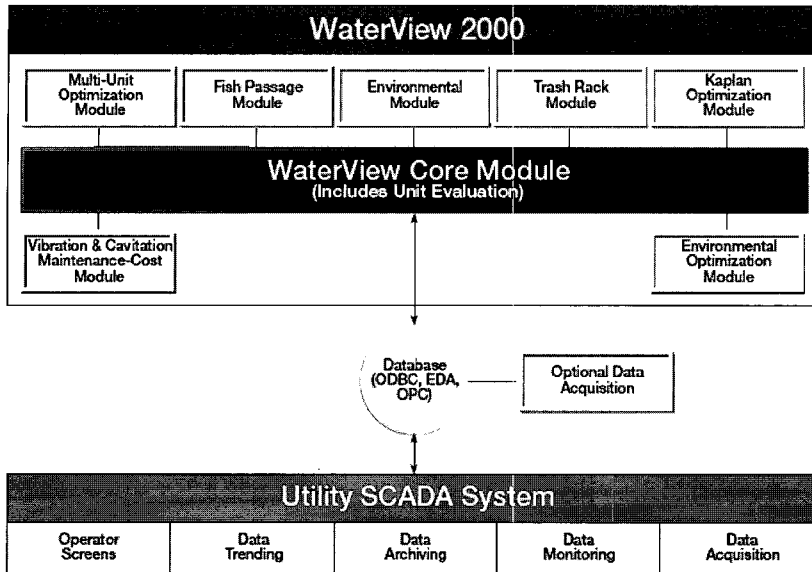 WaterView 2000
Multi-Unit
Optimization
Module
Fish Passage
Module
Environmental
Module
Trash Rack
Module
Kaplan
Optimization
Module
WaterView Core Module
(Includes Unit Evaluation)
Vibration & Cavitation
Maintenance-Cost
Module
Environmental
Optimization
Module
Database
(ODBC, EDA,
OPC)
Optional Data
Acquisition
Utility SCADA System
Operator
Screens
Data
Trending
Data
Archiving
Data
Monitoring
Data
Acquisition